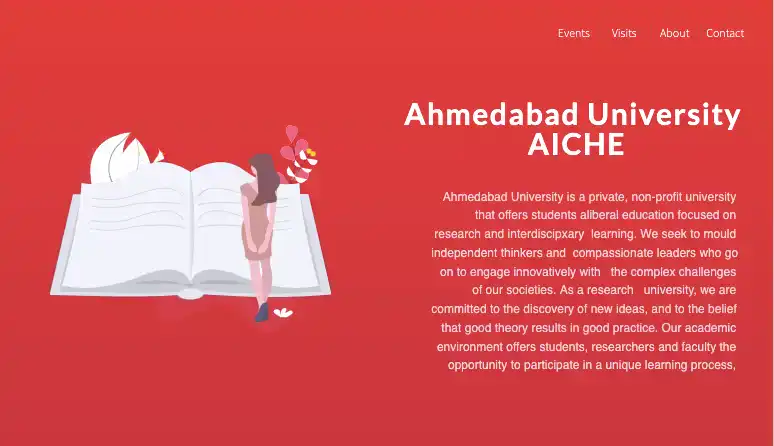 Events Visits About Contact
Ahmedabad University
AICHE
Ahmedabad University is a private, non-profit university
that offers students aliberal education focused on
research and interdiscipxary learning. We seek to mould
independent thinkers and compassionate leaders who go
on to engage innovatively with the complex challenges
of our societies. As a research university, we are
committed to the discovery of new ideas, and to the belief
that good theory results in good practice. Our academic
environment offers students, researchers and faculty the
opportunity to participate in a unique learning process,